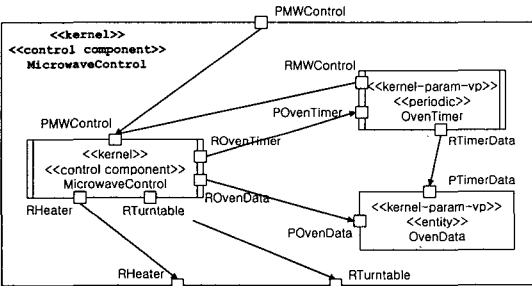 PMWControl
<<kernel>>
<<control component>>
MicrowaveControl
RMWControl
<<kernel-param-vp>>
<<periodic>>
OvenTimer
POvenTimer
PMWControl
ROvenTimer
RTimerData
<<kernel>>
<<control component>>
MicrowaveControl
PTimerData
ROvenData
<<kernel-param-vp>>
<<entity>>
OvenData
RHeater
RTurntable
POvenData
RHeater
RTurntable